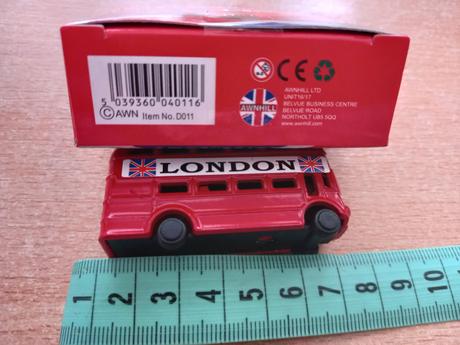 5 039360 040116
©AWN Item No. D011
CE
AWNHILL
AWNHILL LTD
UNIT16/17
BELVUE BUSINESS CENTRE
BELVUE ROAD
NORTHOLT UB5 5QQ
www.awnhill.com
LONDON
1 2 3 4 5 6 7 8 9 10